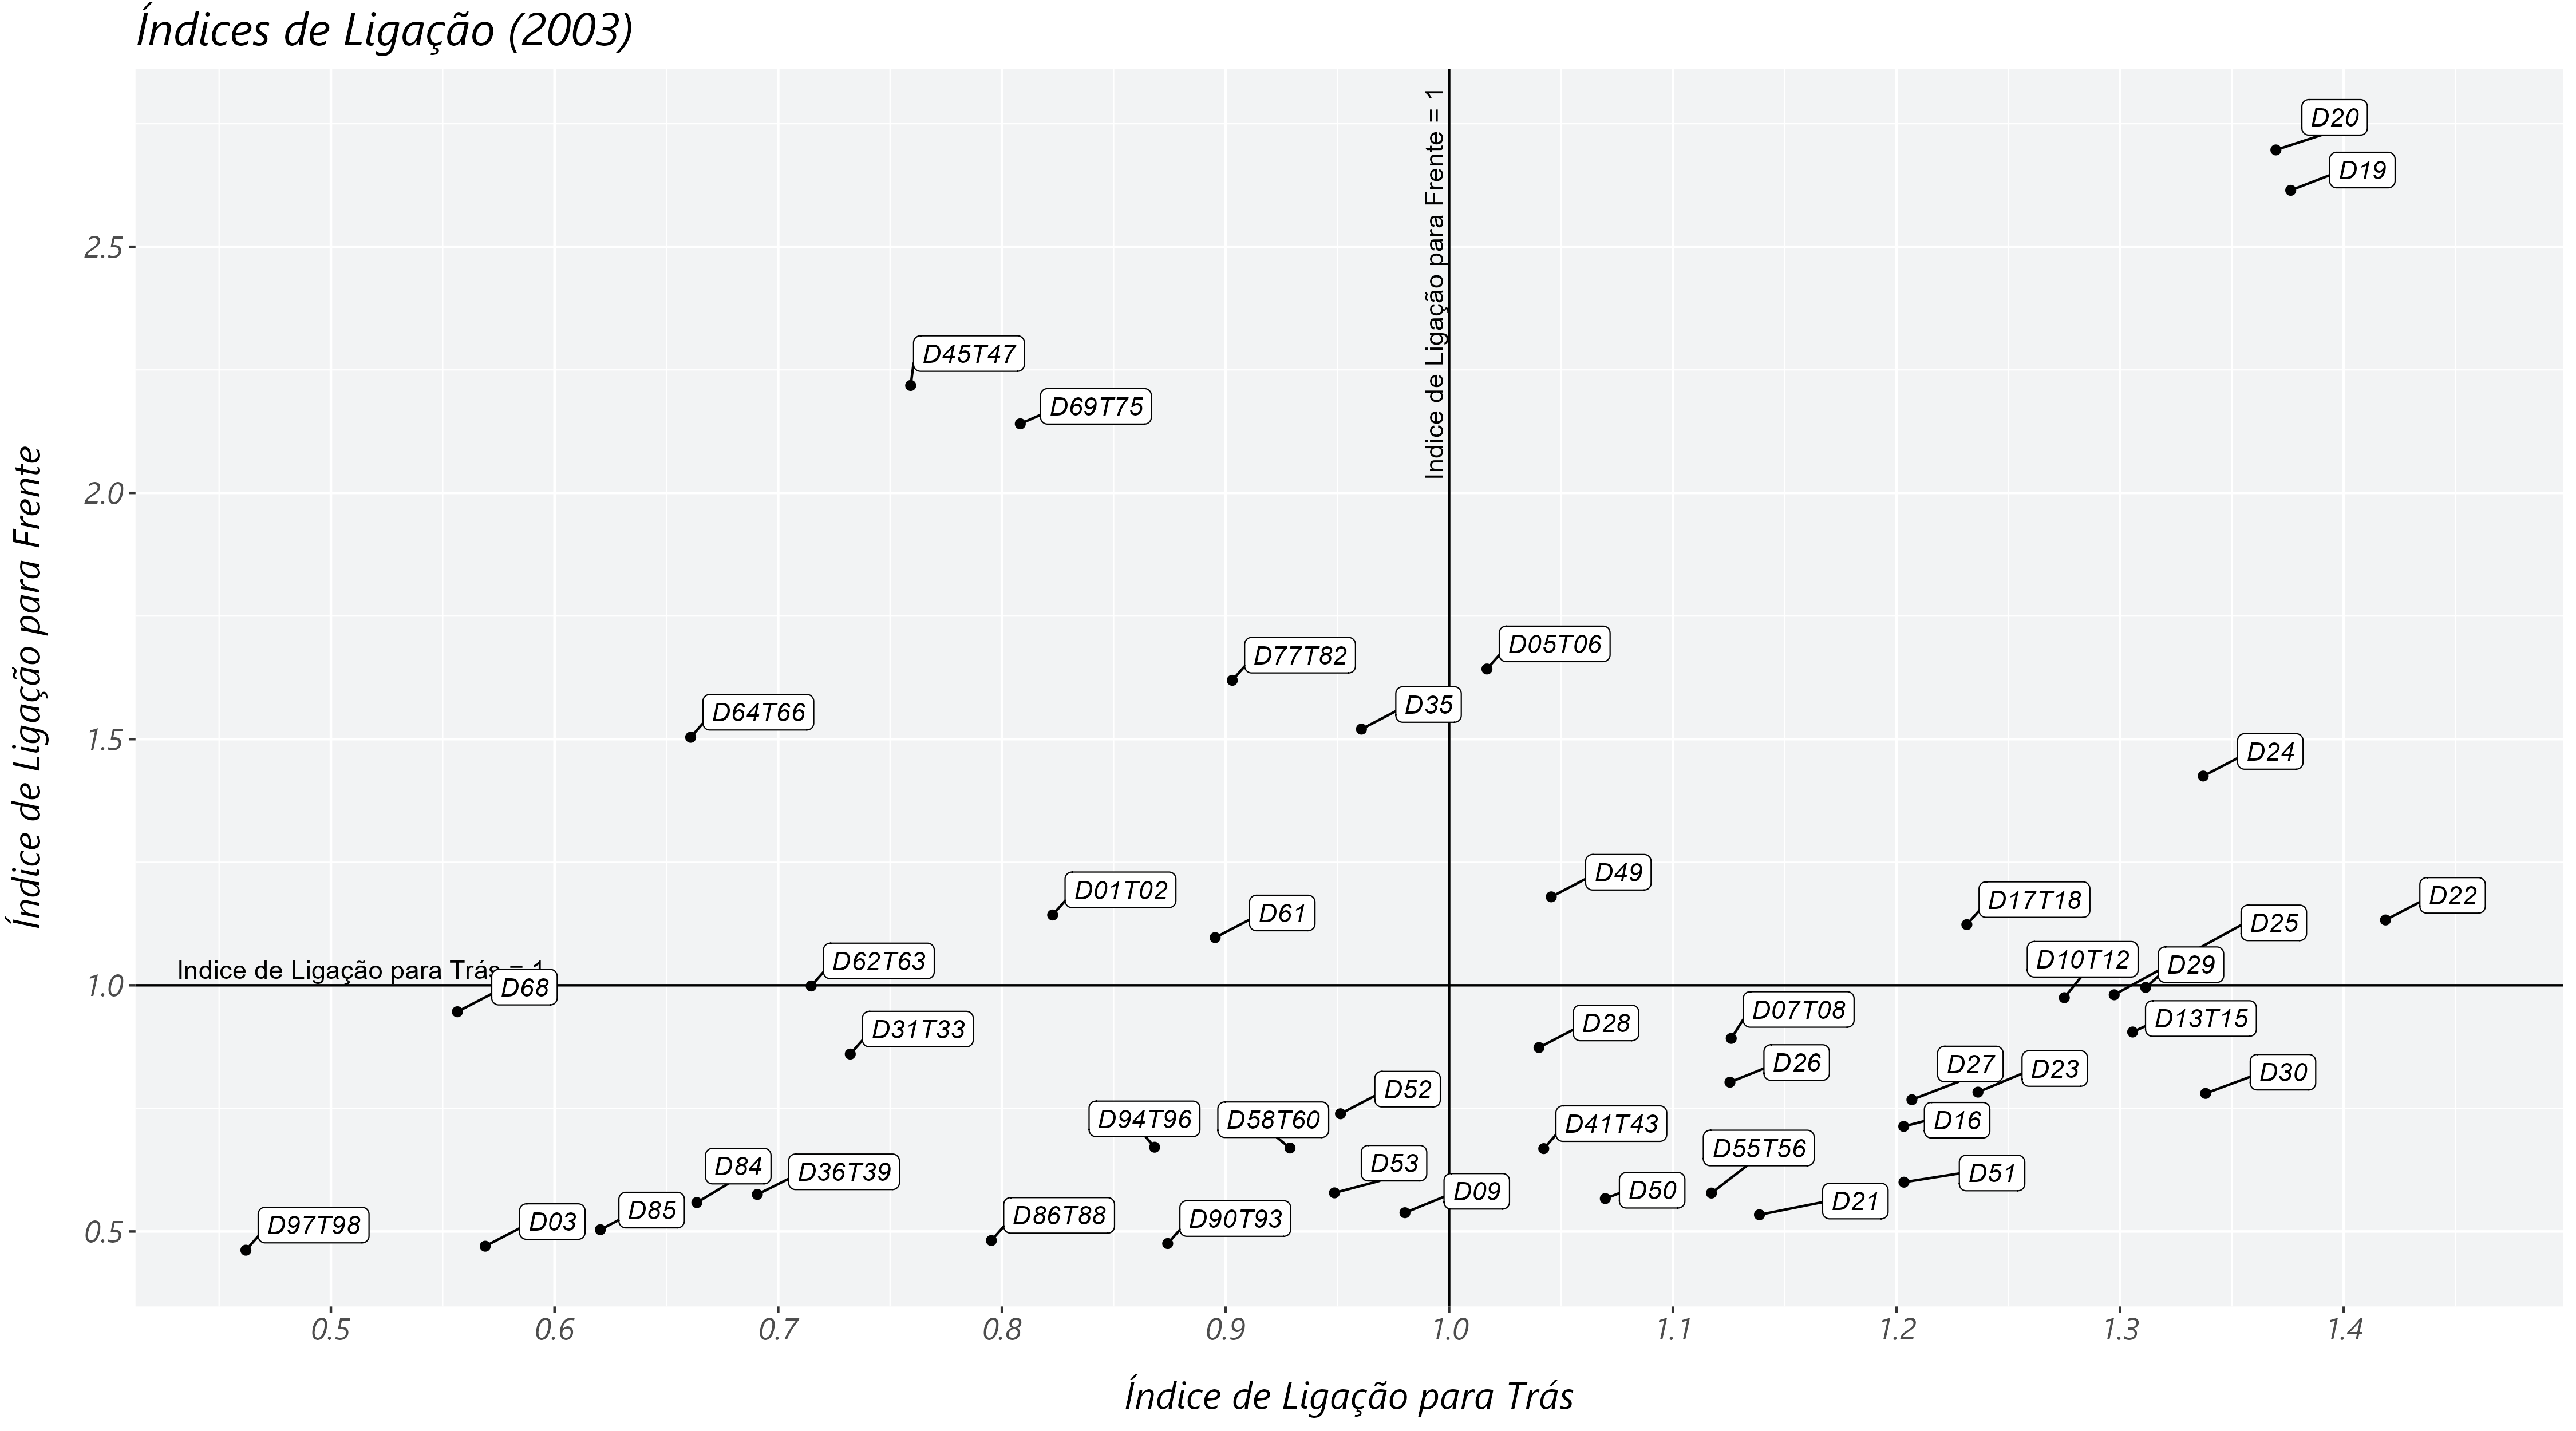 Índices de Ligação (2003)
Índice de Ligação para Frente
Indice de Ligação para Frente = 1
Indice de Ligação para Trás = 1
2.5
2.0
1.5
1.0
0.5
D20
D19
D45T47
D69T75
D05T06
D77T82
D35
D64T66
D24
D49
D01T02
D22
D17T18
D61
D25
D10T12
D62T63
D29
D68
D07T08
D13T15
D28
D31T33
D26
D27
D23
D30
D52
D94T96
D58T60
D16
D41T43
D55T56
D53
D84
D36T39
D51
D50
D09
D21
D85
D86T88
D90T93
D03
D97T98
0.5
0.6
0.7
0.8
0.9
1.0
1.1
1.2
1.3
1.4
Índice de Ligação para Trás